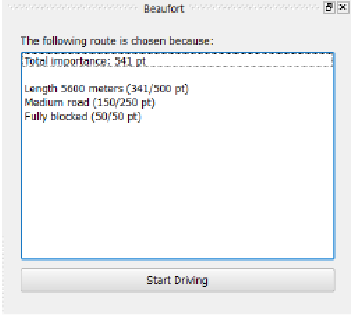 Beaufort
The following route is chosen because:
Total importance: 541 pt
Length 5600 meters (341/500 pt)
Medium road (150/250 pt)
Fully blocked (50/50 pt)
Start Driving